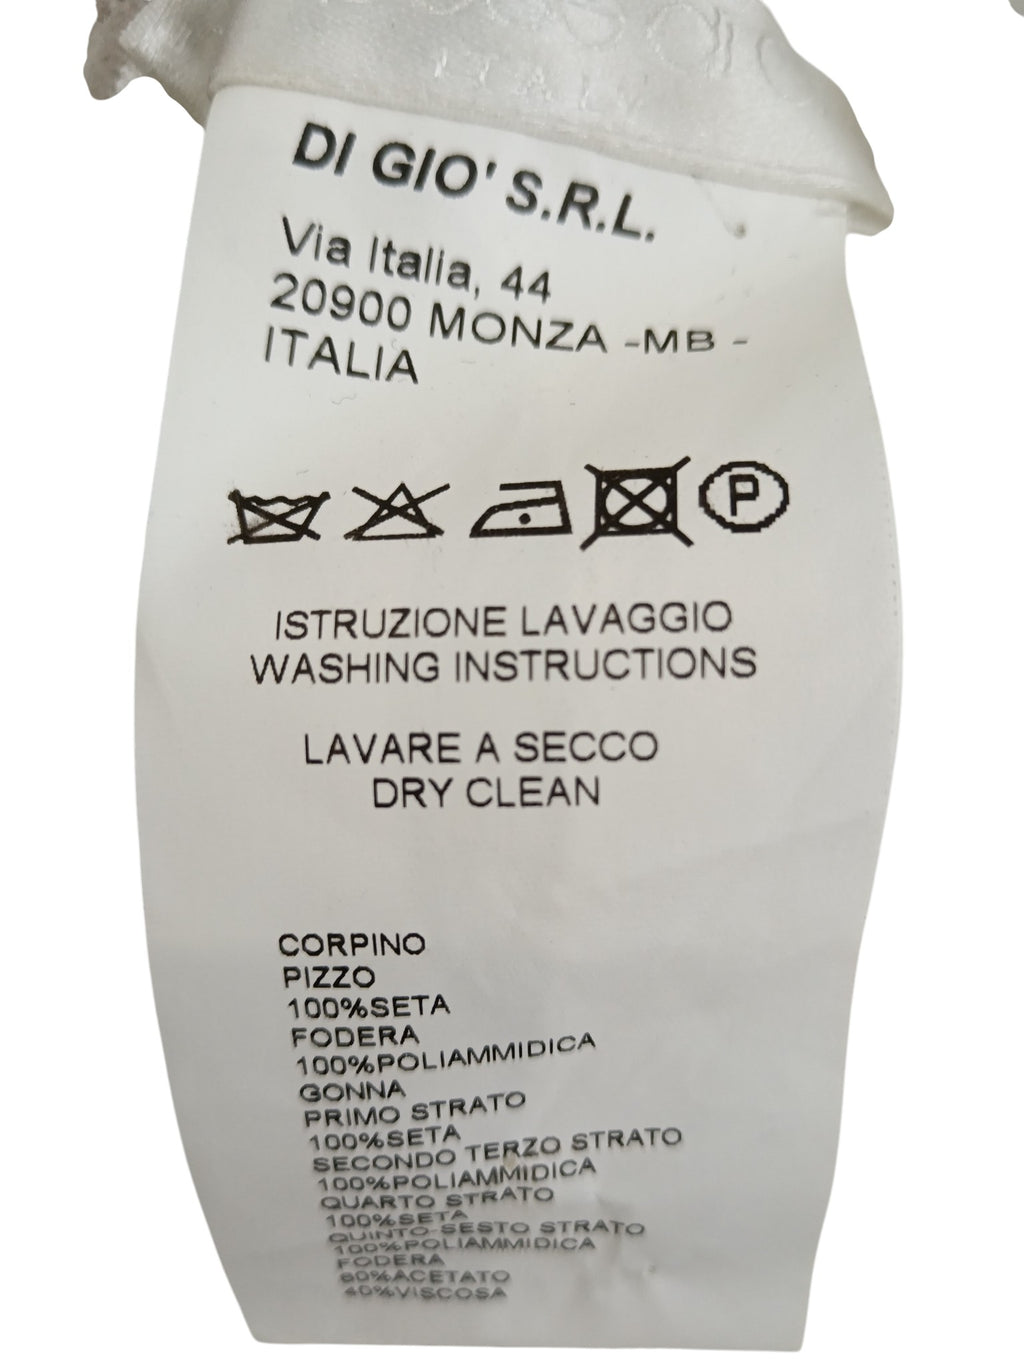 DI GIO' S.R.L.
Via Italia, 44
20900 MONZA -MB -
ITALIA
P
ISTRUZIONE LAVAGGIO
WASHING INSTRUCTIONS
LAVARE A SECCO
DRY CLEAN
CORPINO
PIZZO
100%SETA
FODERA
100%POLIAMMIDICA
GONNA
PRIMO STRATO
100%SETA
SECONDO TERZO STRATO
100%POLIAMMIDICA
QUARTO STRATO
100%SETA
QUINTO-SESTO STRATO
100%POLIAMMIDICA
FODERA
60%ACETATO
40%VISCOSA